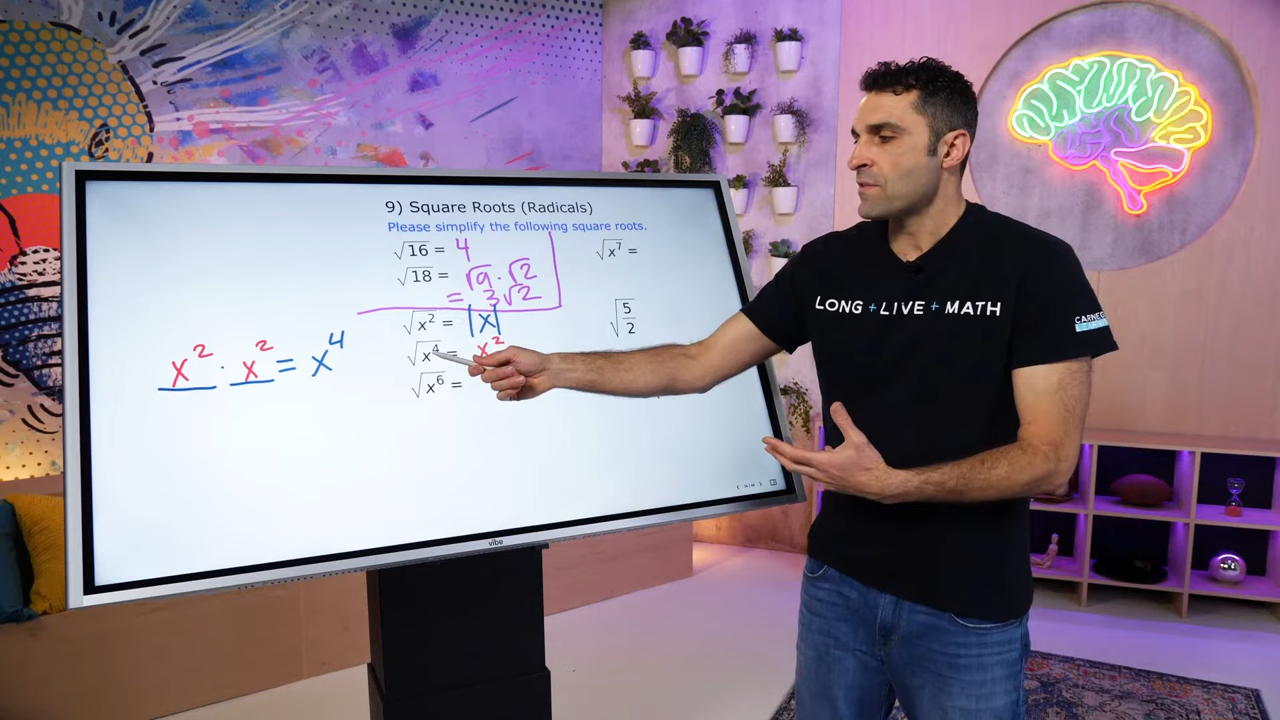 9) Square Roots (Radicals)
Please simplify the following square roots.
√16 = 4
√18 = √9 · √2
= 3√2
√x² = |x|
√x⁴ = x²
√x⁶ =
√x⁷ =
√5/2
x² · x² = x⁴
LONG + LIVE + MATH
vibe